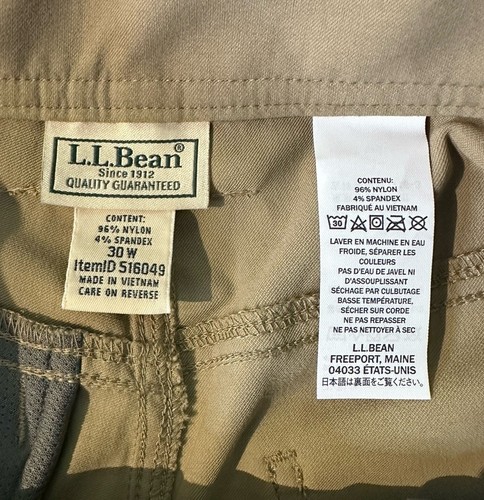 L.L.Bean®
Since 1912
QUALITY GUARANTEED
CONTENT:
96% NYLON
4% SPANDEX
30 W
ItemID 516049
MADE IN VIETNAM
CARE ON REVERSE
CONTENU:
96% NYLON
4% SPANDEX
FABRIQUÉ AU VIETNAM
30
LAVER EN MACHINE EN EAU
FROIDE, SÉPARER LES
COULEURS
PAS D'EAU DE JAVEL NI
D'ASSOUPLISSANT
SÉCHAGE PAR CULBUTAGE
BASSE TEMPÉRATURE,
SÉCHER SUR CORDE
NE PAS REPASSER
NE PAS NETTOYER À SEC
L.L.BEAN
FREEPORT, MAINE
04033 ÉTATS-UNIS
日本語は裏面をご覧ください。